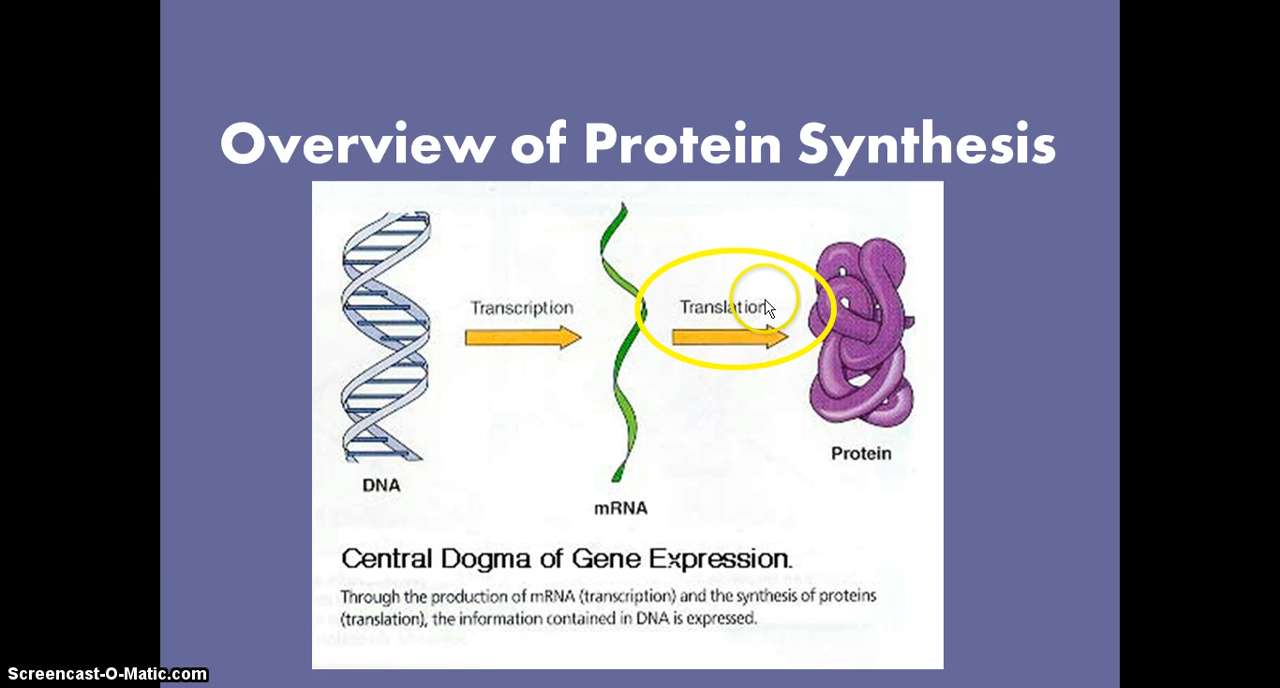 Overview of Protein Synthesis
Transcription
Translation
Protein
DNA
mRNA
Central Dogma of Gene Expression.
Through the production of mRNA (transcription) and the synthesis of proteins
(translation), the information contained in DNA is expressed.
Screencast-O-Matic.com